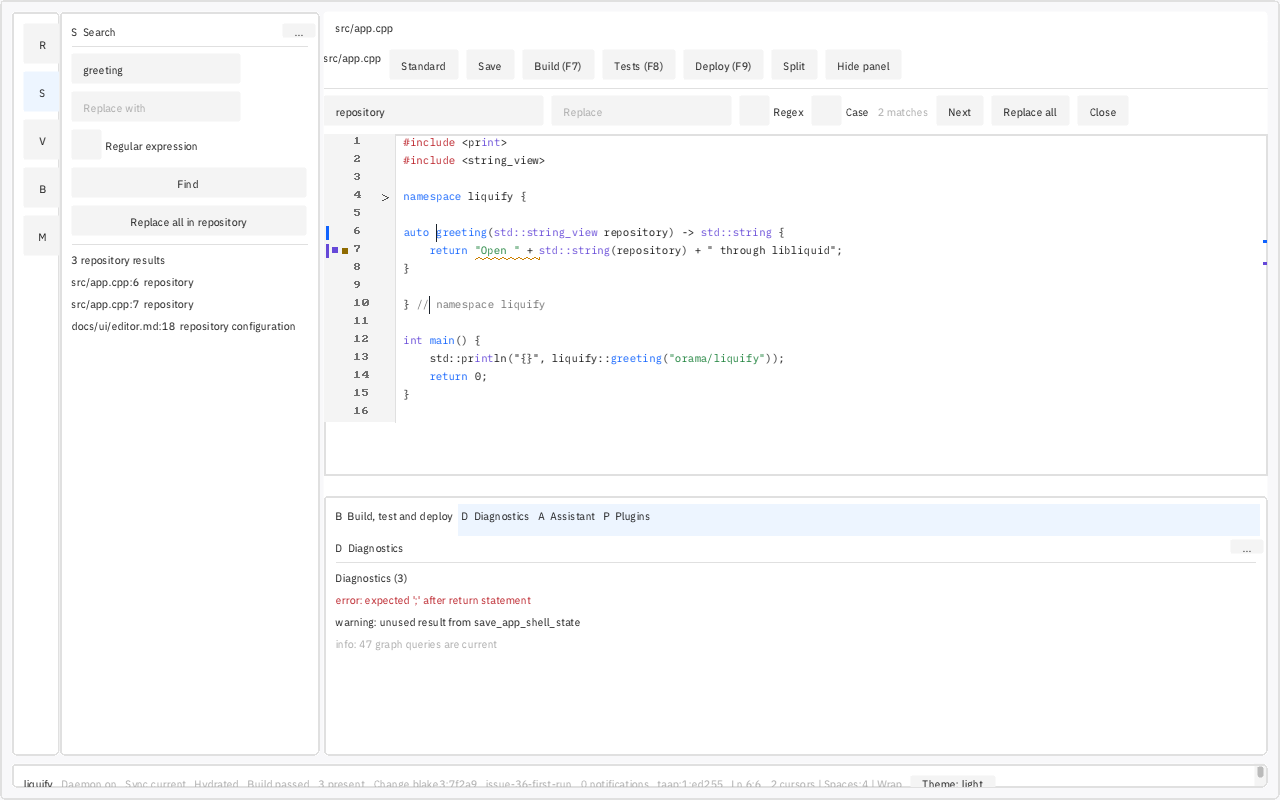 R
S
V
B
M
S Search
...
greeting
Replace with
Regular expression
Find
Replace all in repository
3 repository results
src/app.cpp:6 repository
src/app.cpp:7 repository
docs/ui/editor.md:18 repository configuration
src/app.cpp
src/app.cpp Standard Save Build (F7) Tests (F8) Deploy (F9) Split Hide panel
repository Replace Regex Case 2 matches Next Replace all Close
1 #include <print>
2 #include <string_view>
3
4 > namespace liquify {
5
6 auto greeting(std::string_view repository) -> std::string {
7 return "Open " + std::string(repository) + " through libliquid";
8 }
9
10 } // namespace liquify
11
12 int main() {
13 std::println("{}", liquify::greeting("orama/liquify"));
14 return 0;
15 }
16
B Build, test and deploy D Diagnostics A Assistant P Plugins
D Diagnostics ...
Diagnostics (3)
error: expected ';' after return statement
warning: unused result from save_app_shell_state
info: 47 graph queries are current
liquify Daemon on Sync current Hydrated Build passed 3 present Change blake3:7f2a9 issue-36-first-run 0 notifications taap:1:ed255 Ln 6:6 2 cursors | Spaces:4 | Wrap Theme: light